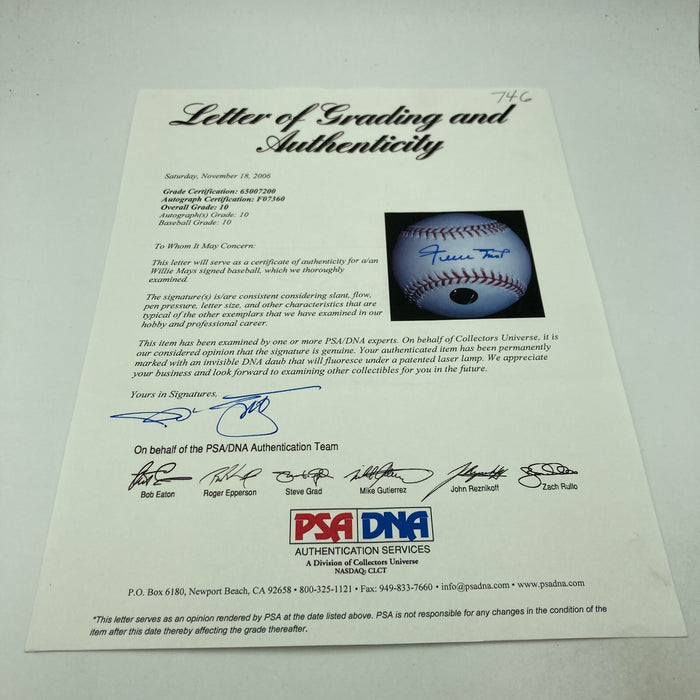 746
Letter of Grading and
Authenticity
Saturday, November 18, 2006
Grade Certification: 65007200
Autograph Certification: F07360
Overall Grade: 10
Autograph(s) Grade: 10
Baseball Grade: 10
To Whom It May Concern:
This letter will serve as a certificate of authenticity for a/an
Willie Mays signed baseball, which we thoroughly
examined.
The signature(s) is/are consistent considering slant, flow,
pen pressure, letter size, and other characteristics that are
typical of the other exemplars that we have examined in our
hobby and professional career.
This item has been examined by one or more PSA/DNA experts. On behalf of Collectors Universe, it is
our considered opinion that the signature is genuine. Your authenticated item has been permanently
marked with an invisible DNA daub that will fluoresce under a patented laser lamp. We appreciate
your business and look forward to examining other collectibles for you in the future.
Yours in Signatures,
On behalf of the PSA/DNA Authentication Team
Bob Eaton Roger Epperson Steve Grad Mike Gutierrez John Reznikoff Zach Rullo
PSA DNA
AUTHENTICATION SERVICES
A Division of Collectors Universe
NASDAQ: CLCT
P.O. Box 6180, Newport Beach, CA 92658 • 800-325-1121 • Fax: 949-833-7660 • info@psadna.com • www.psadna.com
*This letter serves as an opinion rendered by PSA at the date listed above. PSA is not responsible for any changes in the condition of the
item after this date thereby affecting the grade thereafter.